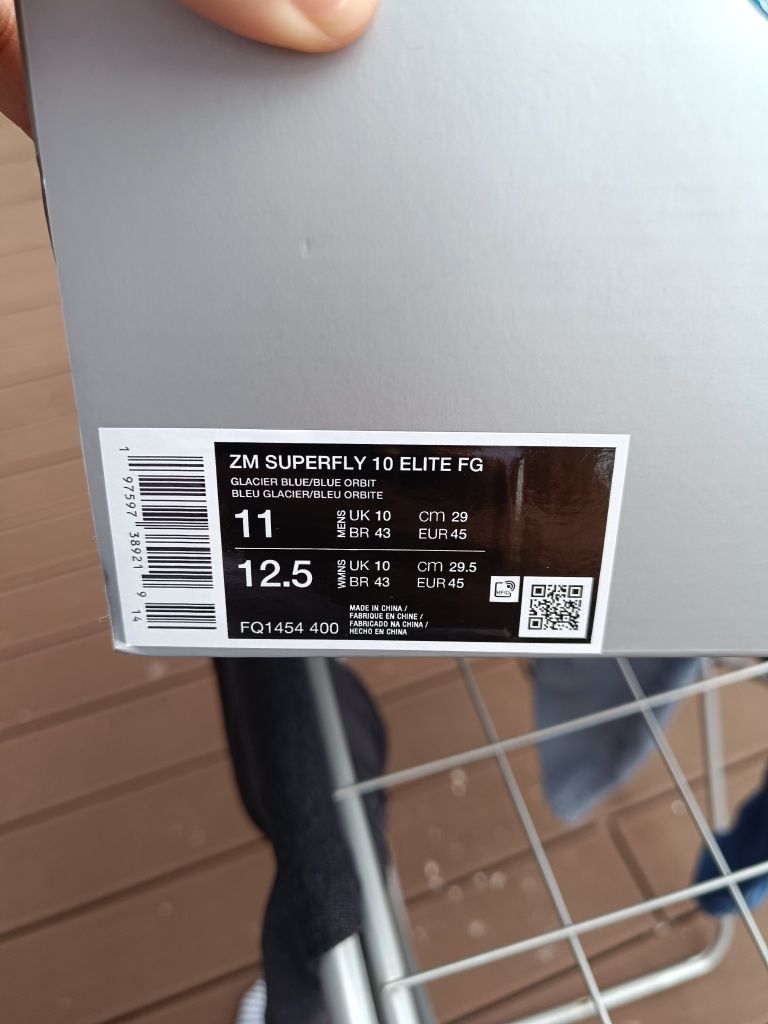 ZM SUPERFLY 10 ELITE FG
GLACIER BLUE/BLUE ORBIT
BLEU GLACIER/BLEU ORBITE
11 MENS UK 10 cm 29
BR 43 EUR 45
12.5 WMNS UK 10 cm 29.5
BR 43 EUR 45
FQ1454 400
MADE IN CHINA /
FABRIQUE EN CHINE /
FABRICADO NA CHINA /
HECHO EN CHINA
1 97597 38921 9 14